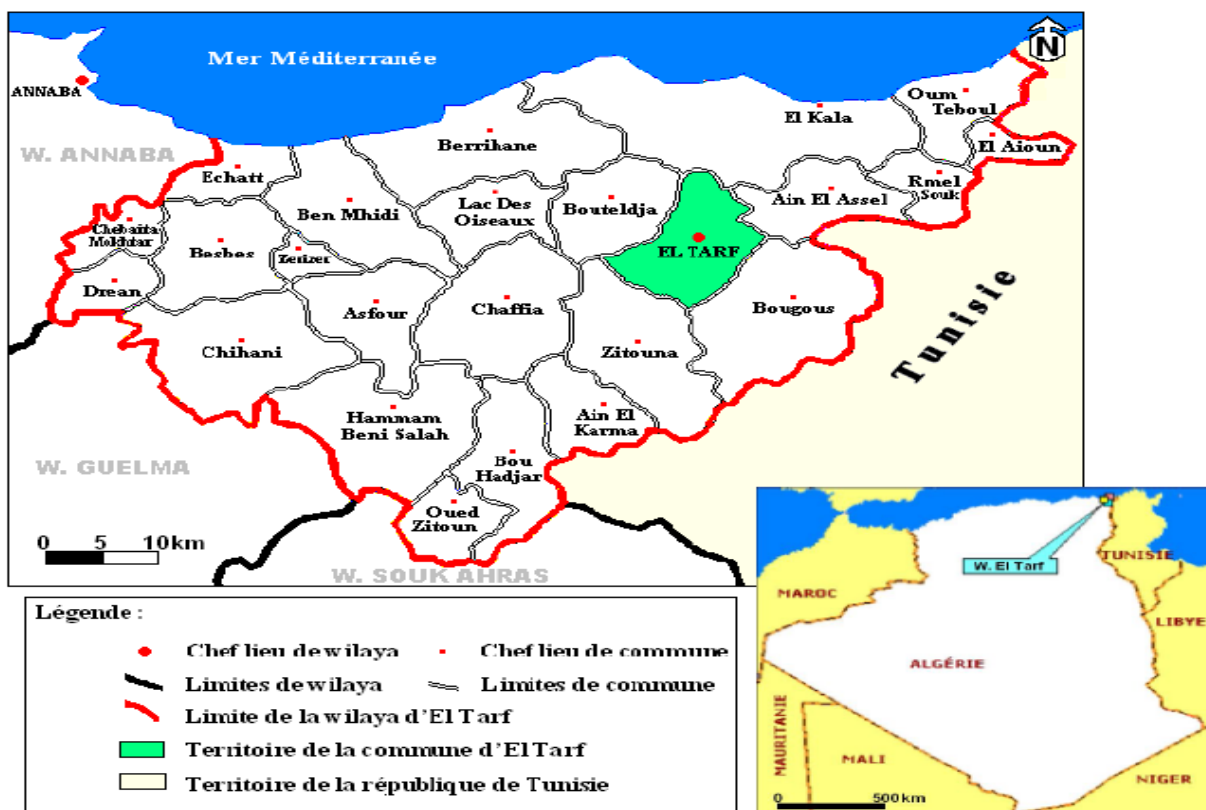 Mer Méditerranée
N
ANNABA
Oum
Teboul
El Kala
El Aioun
Berrihane
W. ANNABA
Echatt
Rmel
Souk
Lac Des
Oiseaux
Ain El Assel
Ben Mhidi
Bouteldja
Chebaita
Mokhtar
Besbes
Zerizer
EL TARF
Drean
Asfour
Chaffia
Bougous
Tunisie
Chihani
Zitouna
Hammam
Beni Salah
Ain El
Karma
W. GUELMA
Bou
Hadjar
Oued
Zitoun
0 5 10 km
W. SOUK AHRAS
Légende :
Chef lieu de wilaya
Chef lieu de commune
Limites de wilaya
Limites de commune
Limite de la wilaya d'El Tarf
Territoire de la commune d'El Tarf
Territoire de la république de Tunisie
TUNISIE
W. El Tarf
MAROC
LIBYE
ALGÉRIE
MAURITANIE
MALI
NIGER
0 500 km